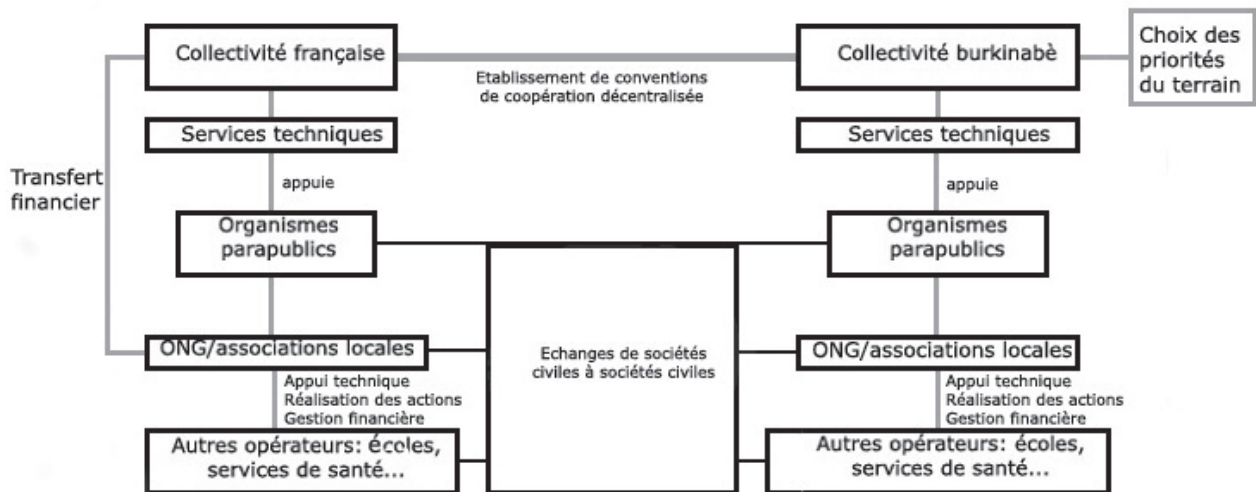 Collectivité française
Collectivité burkinabè
Choix des
priorités
du terrain
Etablissement de conventions
de coopération décentralisée
Services techniques
Services techniques
Transfert
financier
appuie
appuie
Organismes
parapublics
Organismes
parapublics
ONG/associations locales
Echanges de sociétés
civiles à sociétés civiles
ONG/associations locales
Appui technique
Réalisation des actions
Gestion financière
Appui technique
Réalisation des actions
Gestion financière
Autres opérateurs: écoles,
services de santé...
Autres opérateurs: écoles,
services de santé...